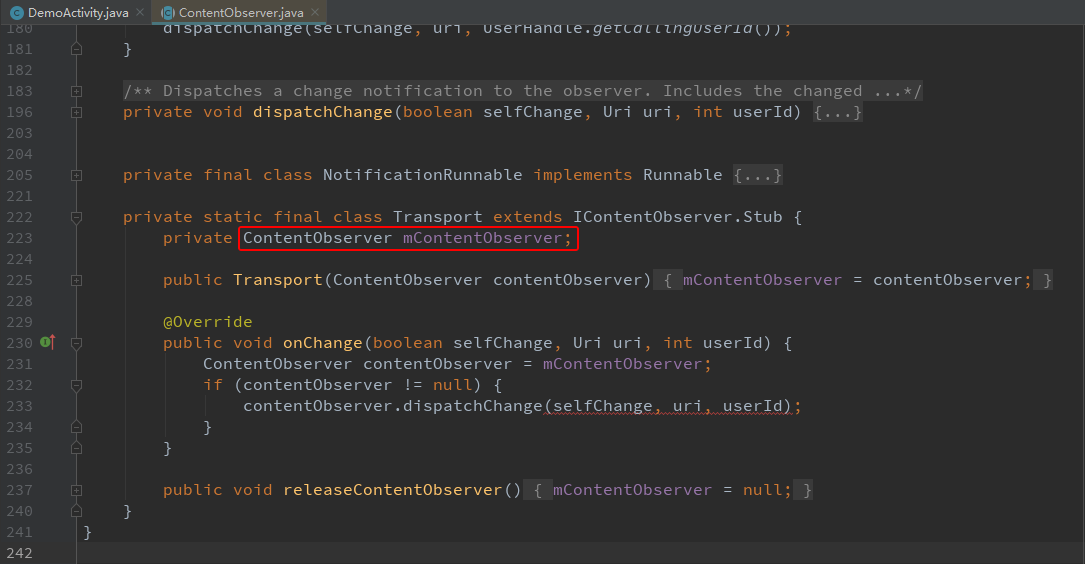 DemoActivity.java × ContentObserver.java ×
180 dispatchChange(selfChange, uri, UserHandle.getCallingUserId());
181 }
182
183 /** Dispatches a change notification to the observer. Includes the changed ...*/
196 private void dispatchChange(boolean selfChange, Uri uri, int userId) {...}
203
204
205 private final class NotificationRunnable implements Runnable {...}
221
222 private static final class Transport extends IContentObserver.Stub {
223 private ContentObserver mContentObserver;
224
225 public Transport(ContentObserver contentObserver) { mContentObserver = contentObserver; }
228
229 @Override
230 public void onChange(boolean selfChange, Uri uri, int userId) {
231 ContentObserver contentObserver = mContentObserver;
232 if (contentObserver != null) {
233 contentObserver.dispatchChange(selfChange, uri, userId);
234 }
235 }
236
237 public void releaseContentObserver() { mContentObserver = null; }
240 }
241 }
242